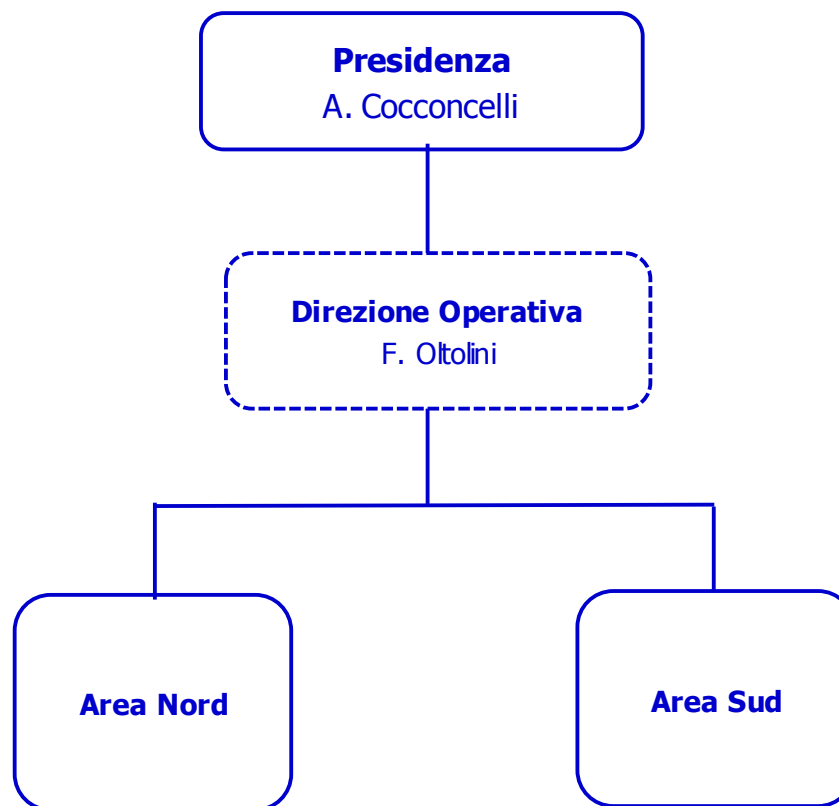 Presidenza
A. Cocconcelli
Direzione Operativa
F. Oltolini
Area Nord
Area Sud